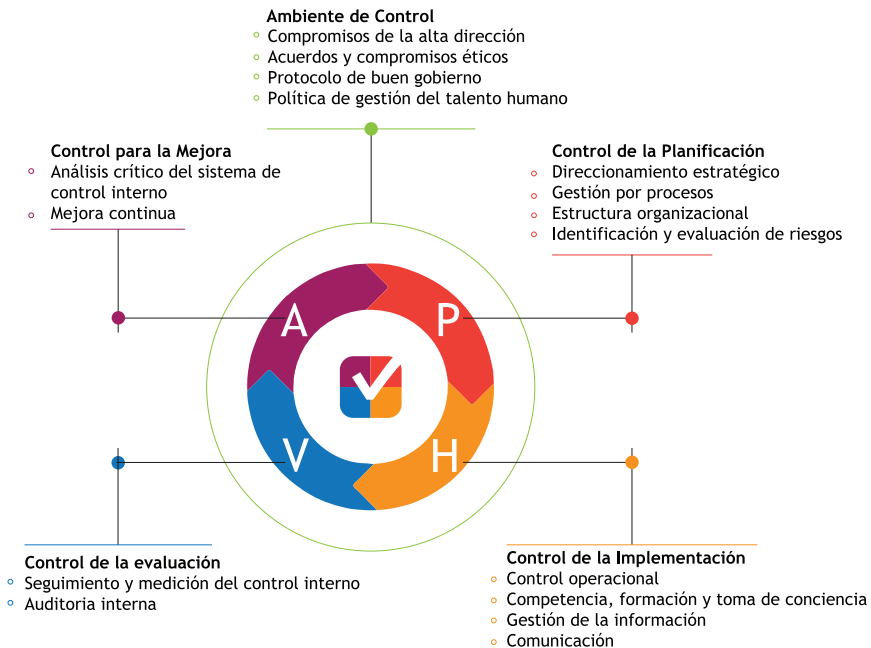 Ambiente de Control
Compromisos de la alta dirección
Acuerdos y compromisos éticos
Protocolo de buen gobierno
Política de gestión del talento humano
Control para la Mejora
Análisis crítico del sistema de
control interno
Mejora continua
Control de la Planificación
Direccionamiento estratégico
Gestión por procesos
Estructura organizacional
Identificación y evaluación de riesgos
A
P
V
H
Control de la evaluación
Seguimiento y medición del control interno
Auditoria interna
Control de la Implementación
Control operacional
Competencia, formación y toma de conciencia
Gestión de la información
Comunicación